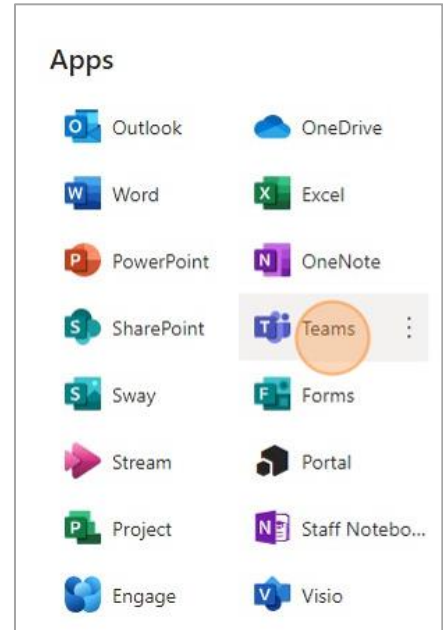 Apps
Outlook OneDrive
Word Excel
PowerPoint OneNote
SharePoint Teams
Sway Forms
Stream Portal
Project Staff Notebo...
Engage Visio